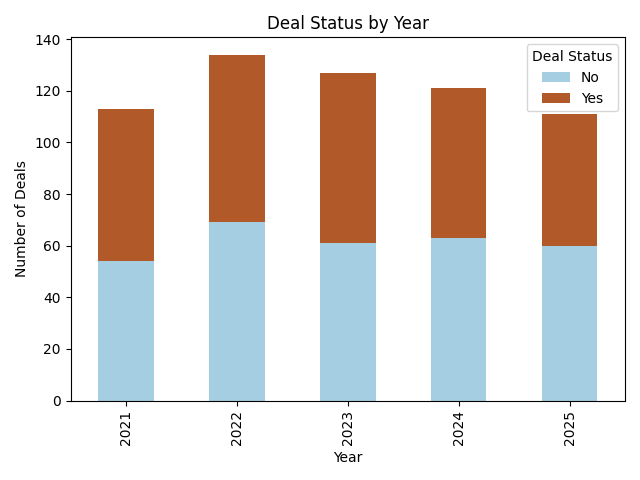 Deal Status by Year
Deal Status
No
Yes
Number of Deals
140
120
100
80
60
40
20
0
2021
2022
2023
2024
2025
Year